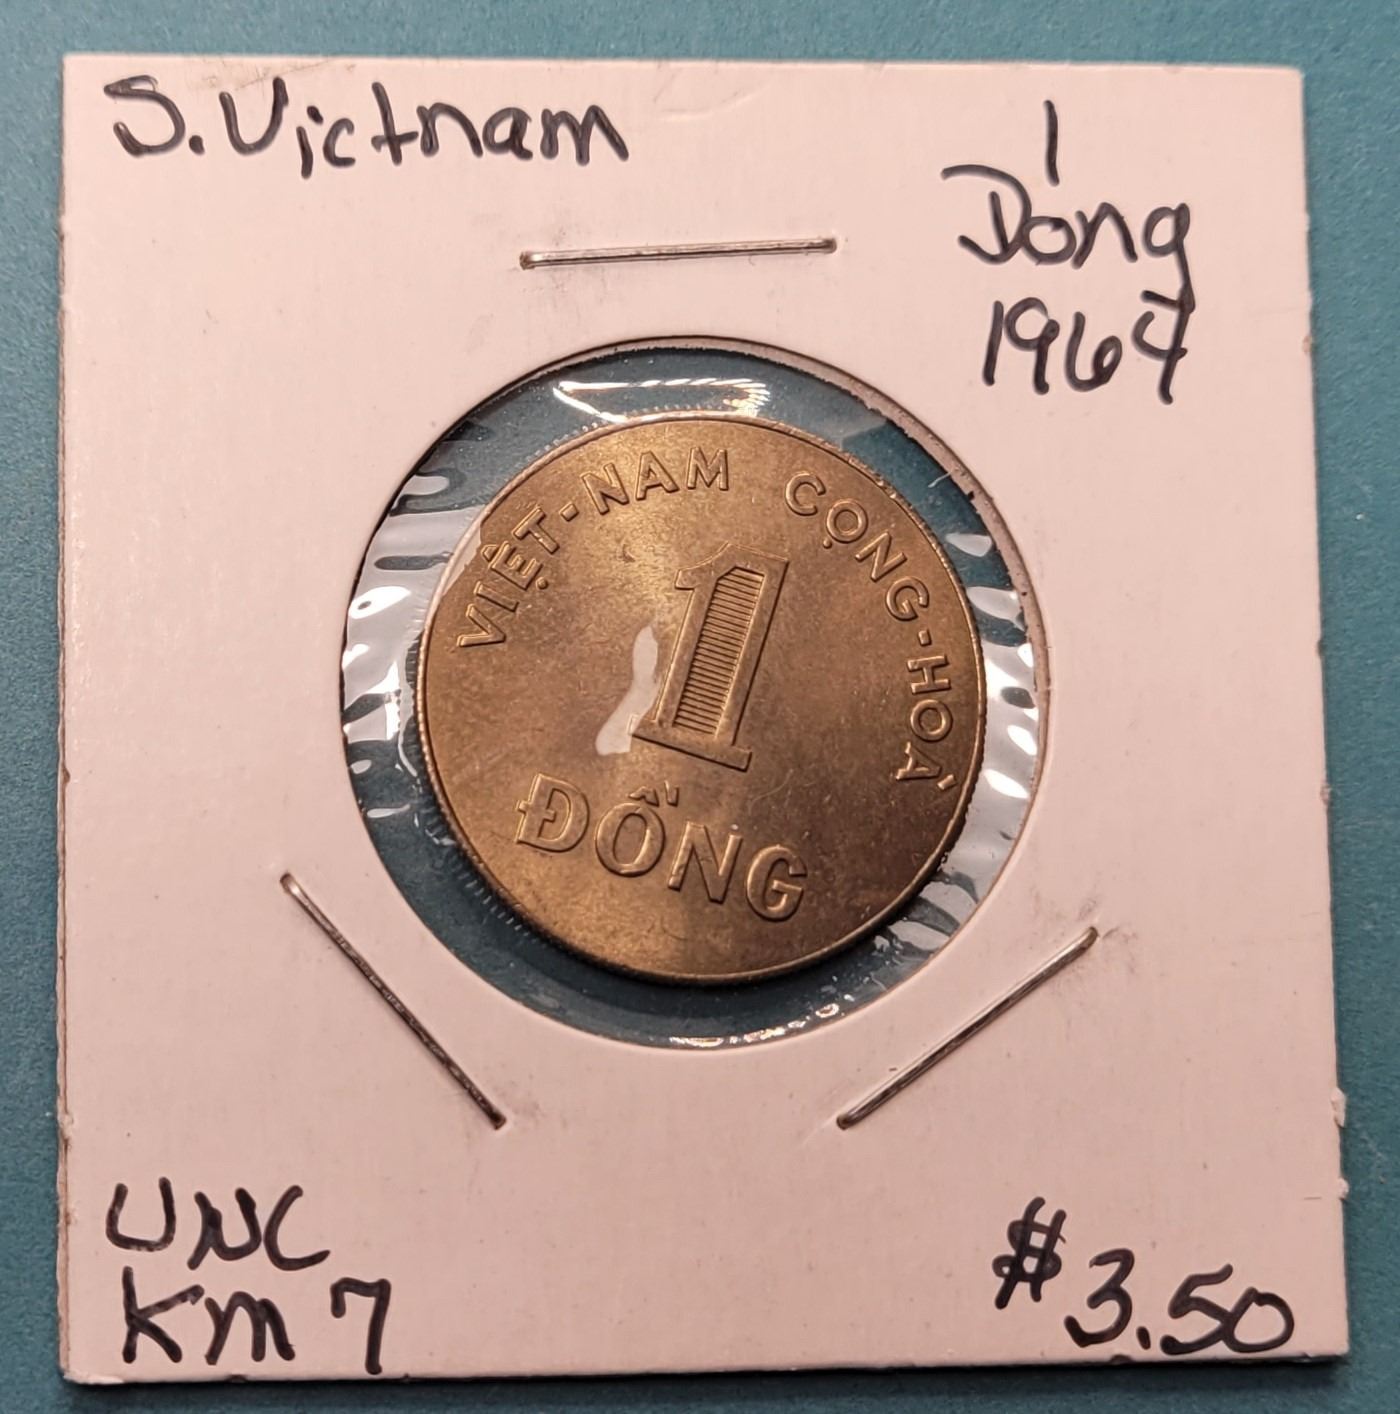 S. Vietnam
1
Dong
1964
VIỆT-NAM CỘNG-HOÀ
1
ĐỒNG
UNC
Km 7
$3.50